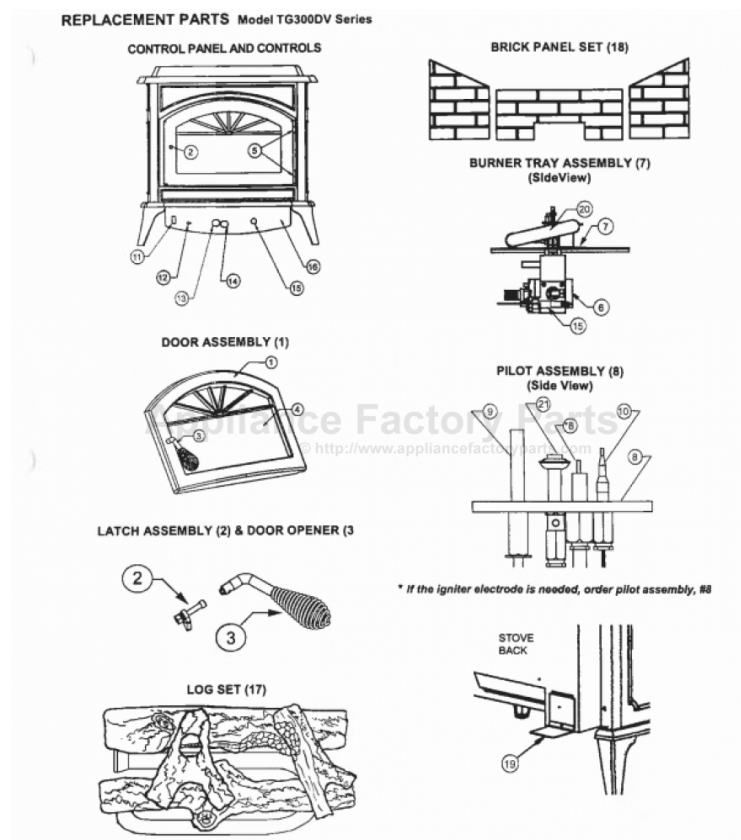 REPLACEMENT PARTS Model TG300DV Series
CONTROL PANEL AND CONTROLS
2
5
11
12
13
14
15
16
DOOR ASSEMBLY (1)
1
4
3
LATCH ASSEMBLY (2) & DOOR OPENER (3
2
3
LOG SET (17)
BRICK PANEL SET (18)
BURNER TRAY ASSEMBLY (7)
(SideView)
20
7
6
15
PILOT ASSEMBLY (8)
(Side View)
9
21
*8
10
8
* If the igniter electrode is needed, order pilot assembly, #8
STOVE
BACK
19
Appliance Factory Parts
© http://www.appliancefactoryparts.com